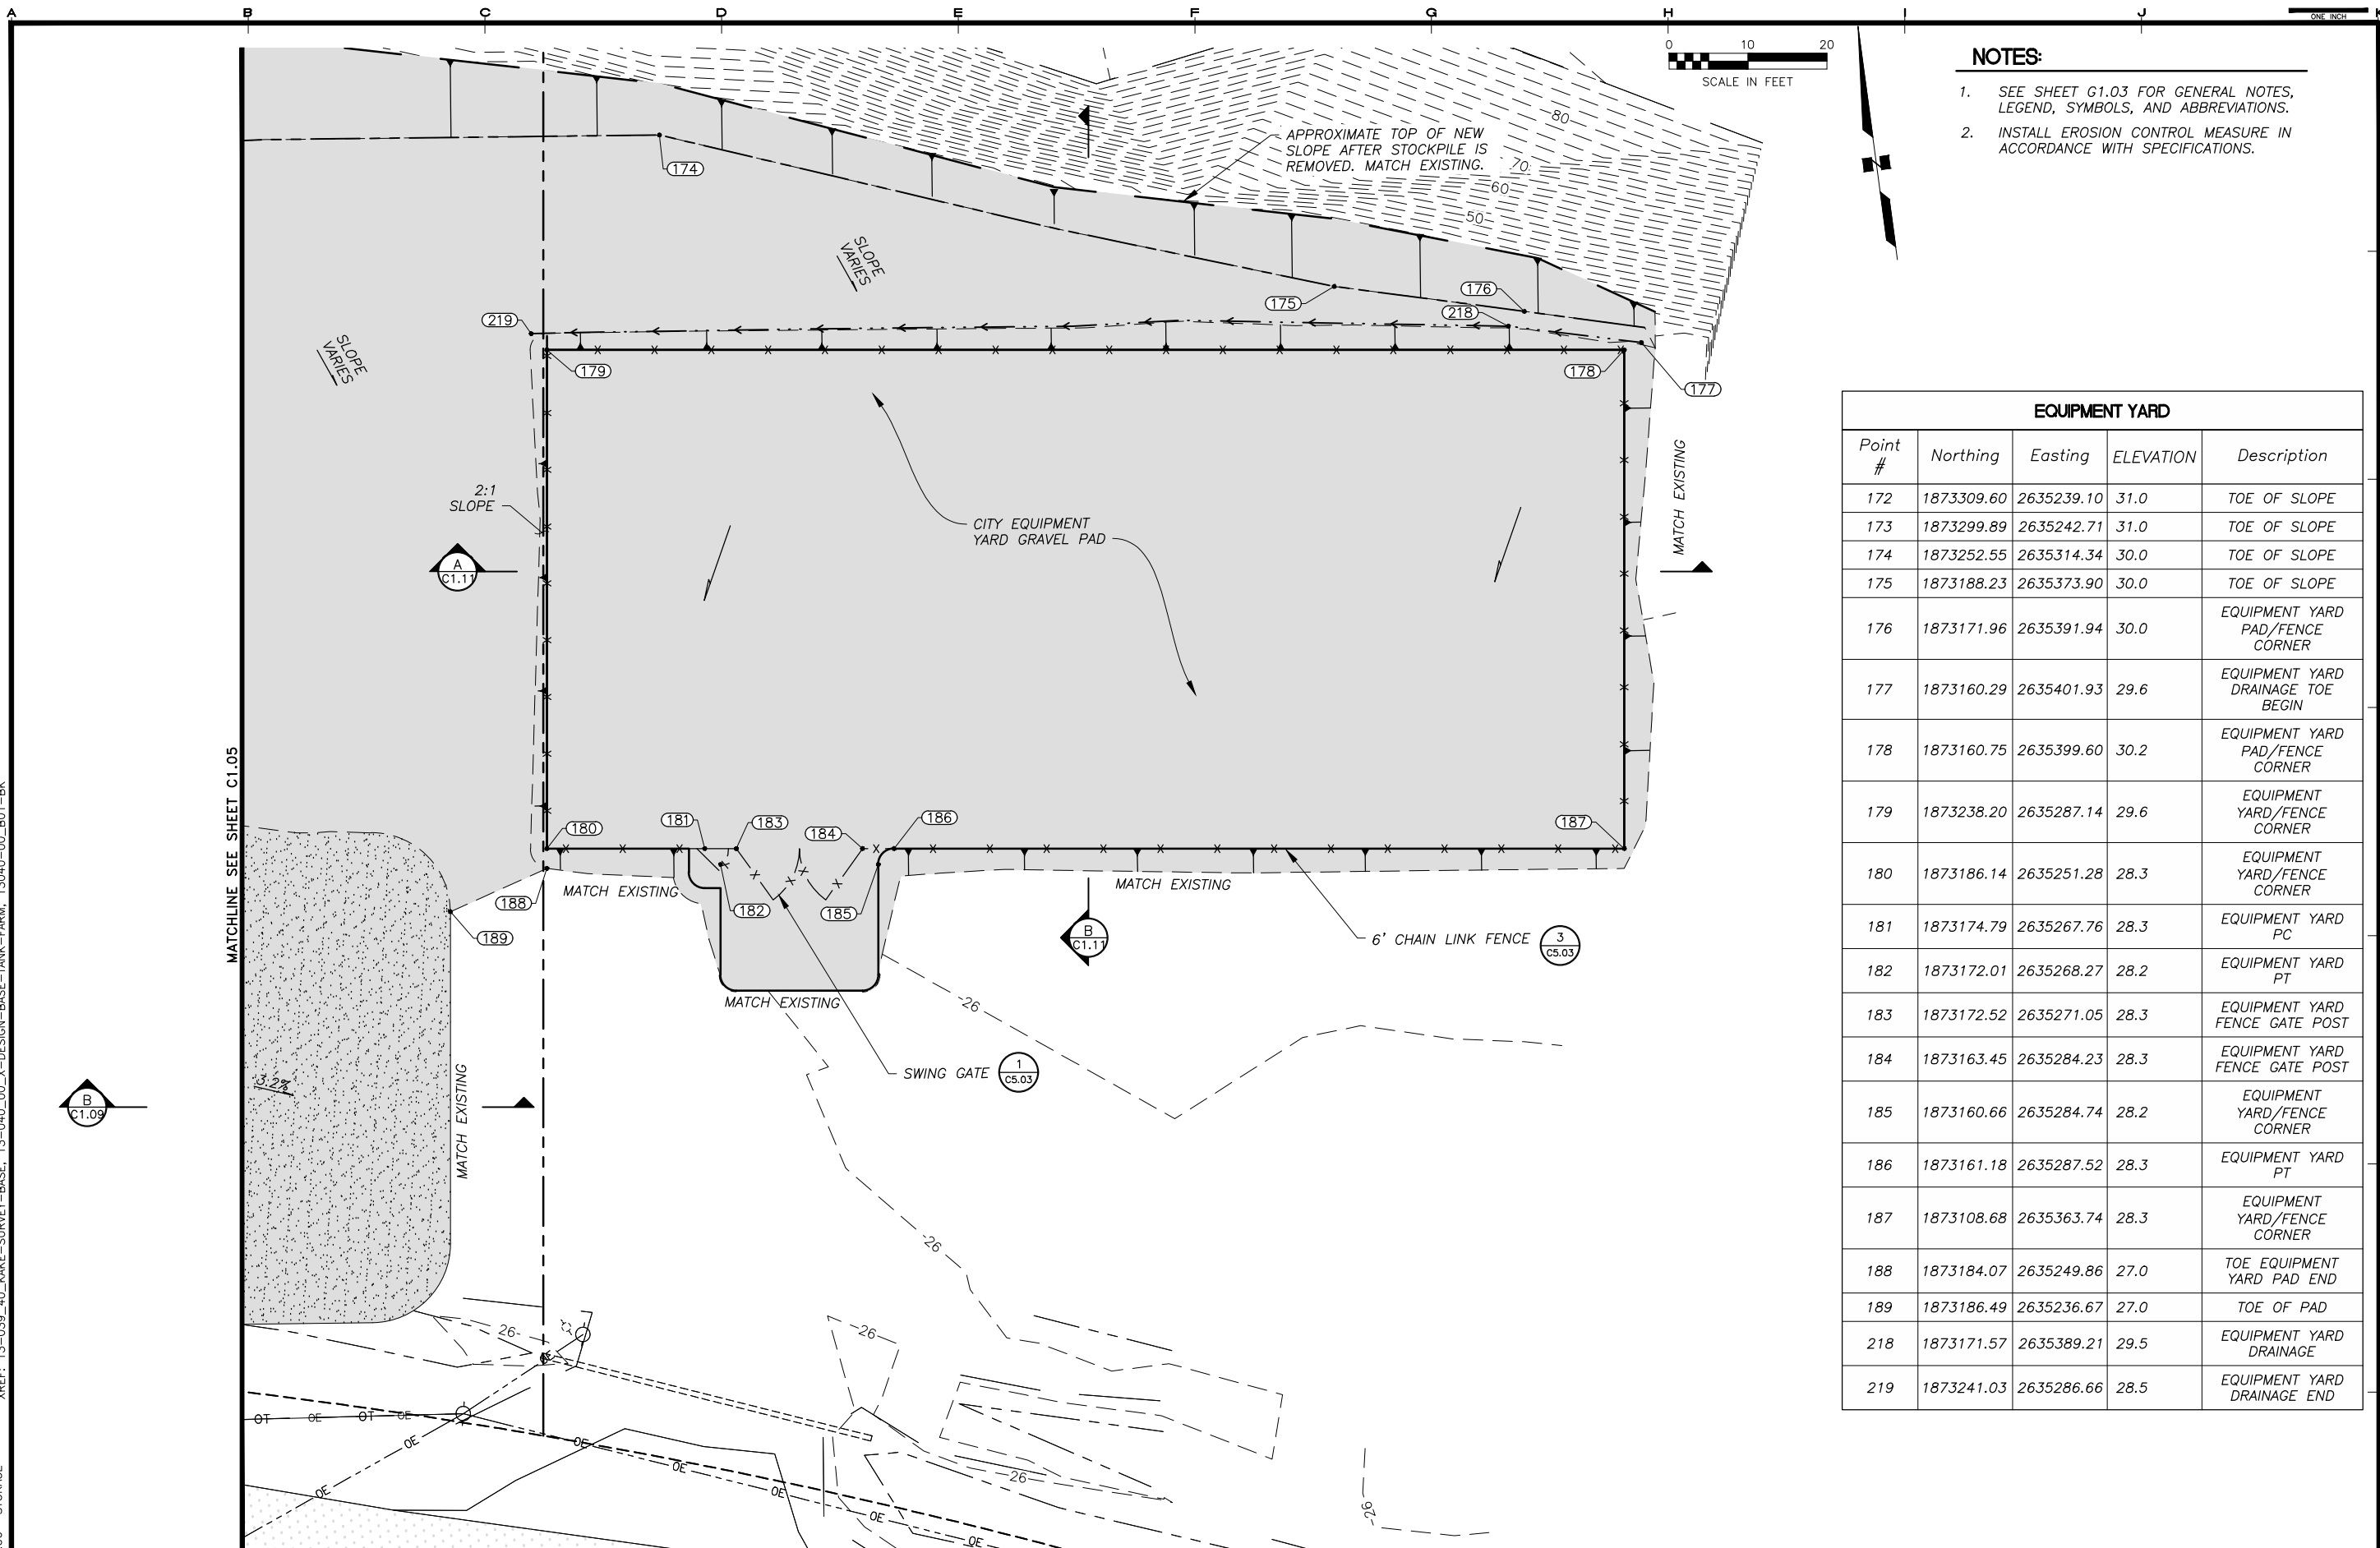 A
B
C
D
E
F
G
H
I
J
K
ONE INCH
0 10 20
SCALE IN FEET
NOTES:
1. SEE SHEET G1.03 FOR GENERAL NOTES,
LEGEND, SYMBOLS, AND ABBREVIATIONS.
2. INSTALL EROSION CONTROL MEASURE IN
ACCORDANCE WITH SPECIFICATIONS.
APPROXIMATE TOP OF NEW
SLOPE AFTER STOCKPILE IS
REMOVED. MATCH EXISTING.
80
70
60
50
174
175
176
218
219
179
178
177
SLOPE
VARIES
SLOPE
VARIES
2:1
SLOPE
A
C1.11
CITY EQUIPMENT
YARD GRAVEL PAD
MATCH EXISTING
MATCHLINE SEE SHEET C1.05
180
181
183
184
186
187
188
182
185
189
MATCH EXISTING
MATCH EXISTING
MATCH EXISTING
MATCH EXISTING
B
C1.11
6' CHAIN LINK FENCE
3
C5.03
SWING GATE
1
C5.03
B
C1.09
3.2%
26
26
26
26
26
26
OT OE OT OE
OE
OE
OE
OE
OE
OE
OE
EQUIPMENT YARD
Point
#
Northing
Easting
ELEVATION
Description
172 1873309.60 2635239.10 31.0 TOE OF SLOPE
173 1873299.89 2635242.71 31.0 TOE OF SLOPE
174 1873252.55 2635314.34 30.0 TOE OF SLOPE
175 1873188.23 2635373.90 30.0 TOE OF SLOPE
176 1873171.96 2635391.94 30.0 EQUIPMENT YARD
PAD/FENCE
CORNER
177 1873160.29 2635401.93 29.6 EQUIPMENT YARD
DRAINAGE TOE
BEGIN
178 1873160.75 2635399.60 30.2 EQUIPMENT YARD
PAD/FENCE
CORNER
179 1873238.20 2635287.14 29.6 EQUIPMENT
YARD/FENCE
CORNER
180 1873186.14 2635251.28 28.3 EQUIPMENT
YARD/FENCE
CORNER
181 1873174.79 2635267.76 28.3 EQUIPMENT YARD
PC
182 1873172.01 2635268.27 28.2 EQUIPMENT YARD
PT
183 1873172.52 2635271.05 28.3 EQUIPMENT YARD
FENCE GATE POST
184 1873163.45 2635284.23 28.3 EQUIPMENT YARD
FENCE GATE POST
185 1873160.66 2635284.74 28.2 EQUIPMENT
YARD/FENCE
CORNER
186 1873161.18 2635287.52 28.3 EQUIPMENT YARD
PT
187 1873108.68 2635363.74 28.3 EQUIPMENT
YARD/FENCE
CORNER
188 1873184.07 2635249.86 27.0 TOE EQUIPMENT
YARD PAD END
189 1873186.49 2635236.67 27.0 TOE OF PAD
218 1873171.57 2635389.21 29.5 EQUIPMENT YARD
DRAINAGE
219 1873241.03 2635286.66 28.5 EQUIPMENT YARD
DRAINAGE END